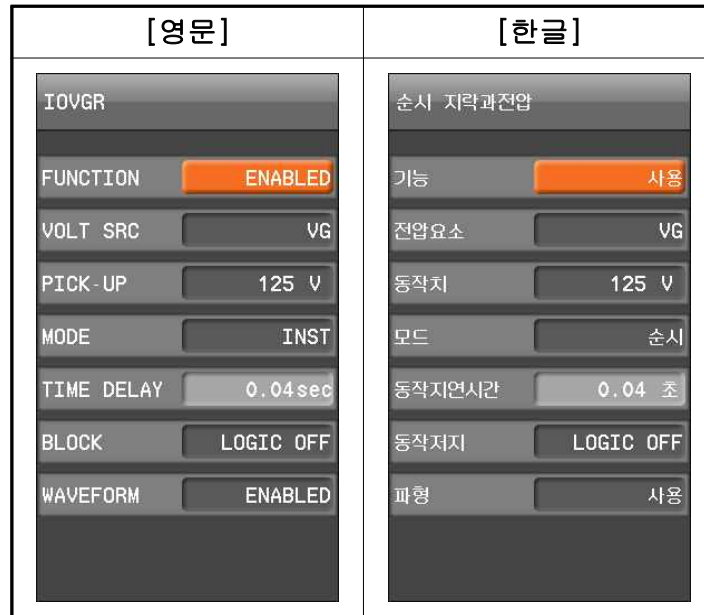 [영문]
[한글]
IOVGR
FUNCTION ENABLED
VOLT SRC VG
PICK-UP 125 V
MODE INST
TIME DELAY 0.04sec
BLOCK LOGIC OFF
WAVEFORM ENABLED
순시 지락과전압
기능 사용
전압요소 VG
동작치 125 V
모드 순시
동작지연시간 0.04 초
동작저지 LOGIC OFF
파형 사용